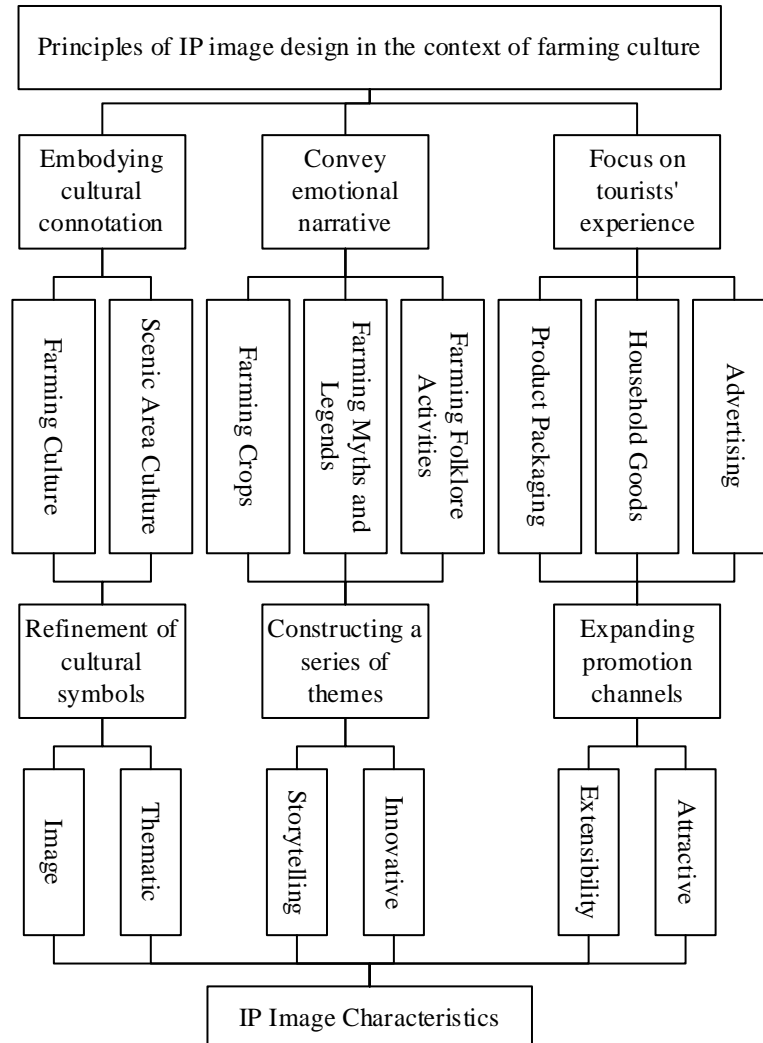 Principles of IP image design in the context of farming culture
Embodying
cultural
connotation
Convey
emotional
narrative
Focus on
tourists'
experience
Farming Culture
Scenic Area Culture
Farming Crops
Farming Myths and
Legends
Farming Folklore
Activities
Product Packaging
Household Goods
Advertising
Refinement of
cultural
symbols
Constructing a
series of
themes
Expanding
promotion
channels
Image
Thematic
Storytelling
Innovative
Extensibility
Attractive
IP Image Characteristics